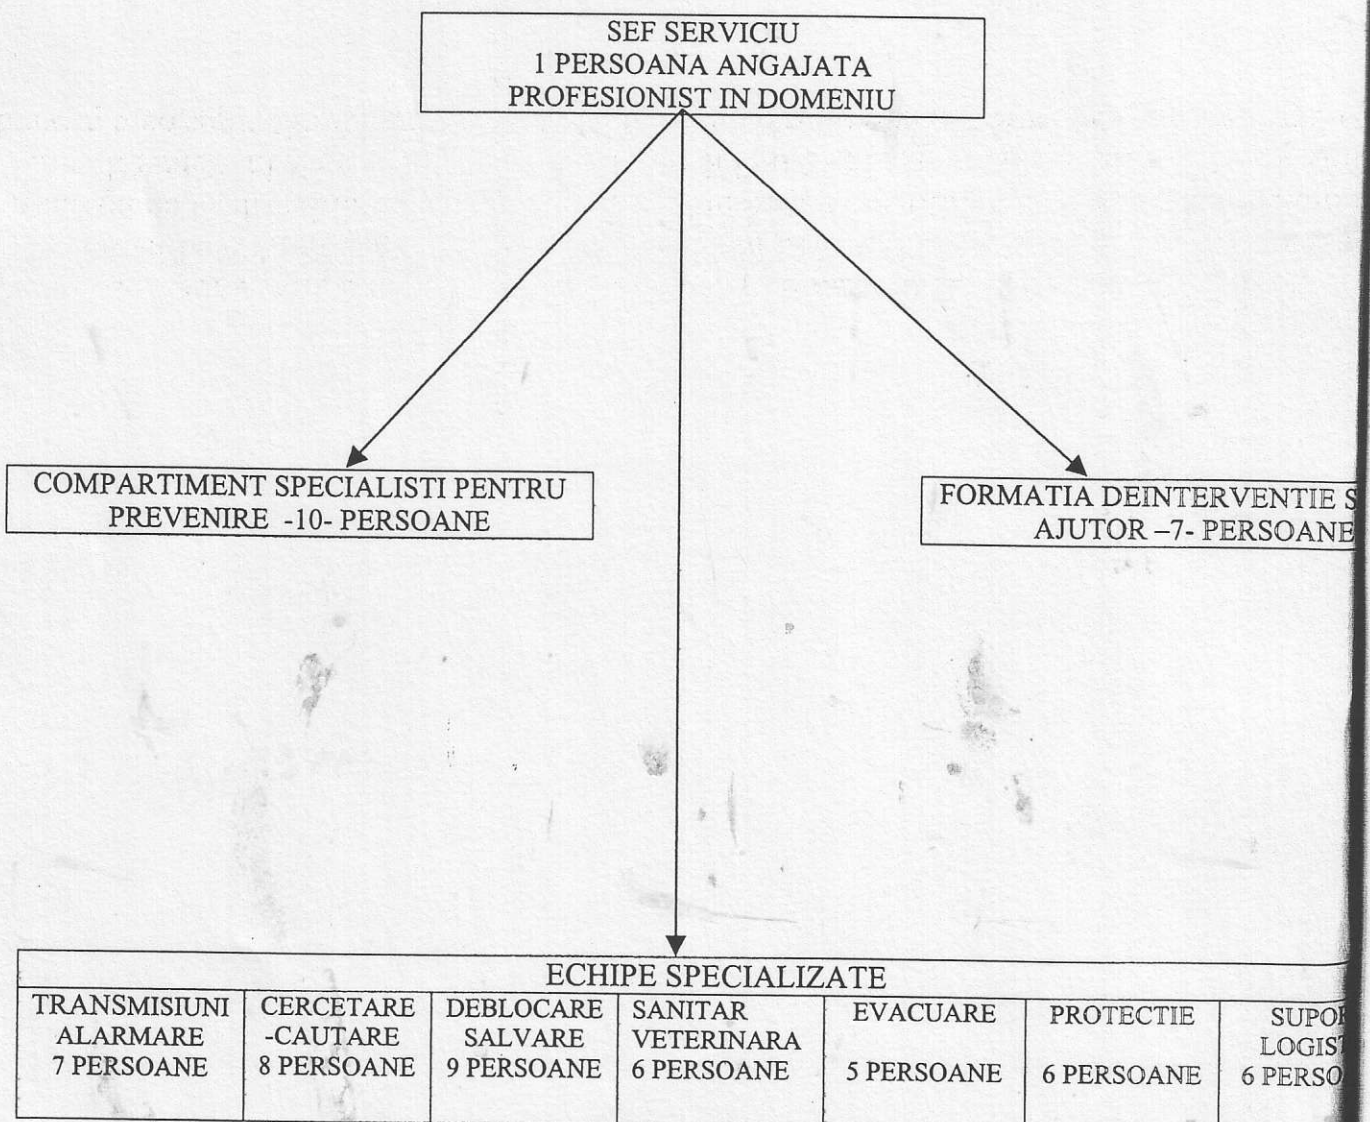 SEF SERVICIU
1 PERSOANA ANGAJATA
PROFESIONIST IN DOMENIU
COMPARTIMENT SPECIALISTI PENTRU
PREVENIRE -10- PERSOANE
FORMATIA DEINTERVENTIE
AJUTOR –7- PERSOANE
ECHIPE SPECIALIZATE
TRANSMISIUNI
ALARMARE
7 PERSOANE
CERCETARE
-CAUTARE
8 PERSOANE
DEBLOCARE
SALVARE
9 PERSOANE
SANITAR
VETERINARA
6 PERSOANE
EVACUARE
5 PERSOANE
PROTECTIE
6 PERSOANE
6